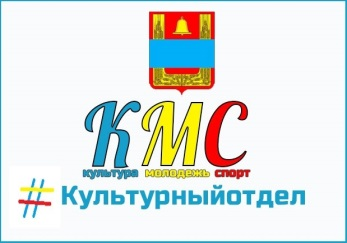 КМС
культура молодежь спорт
# Культурныйотдел